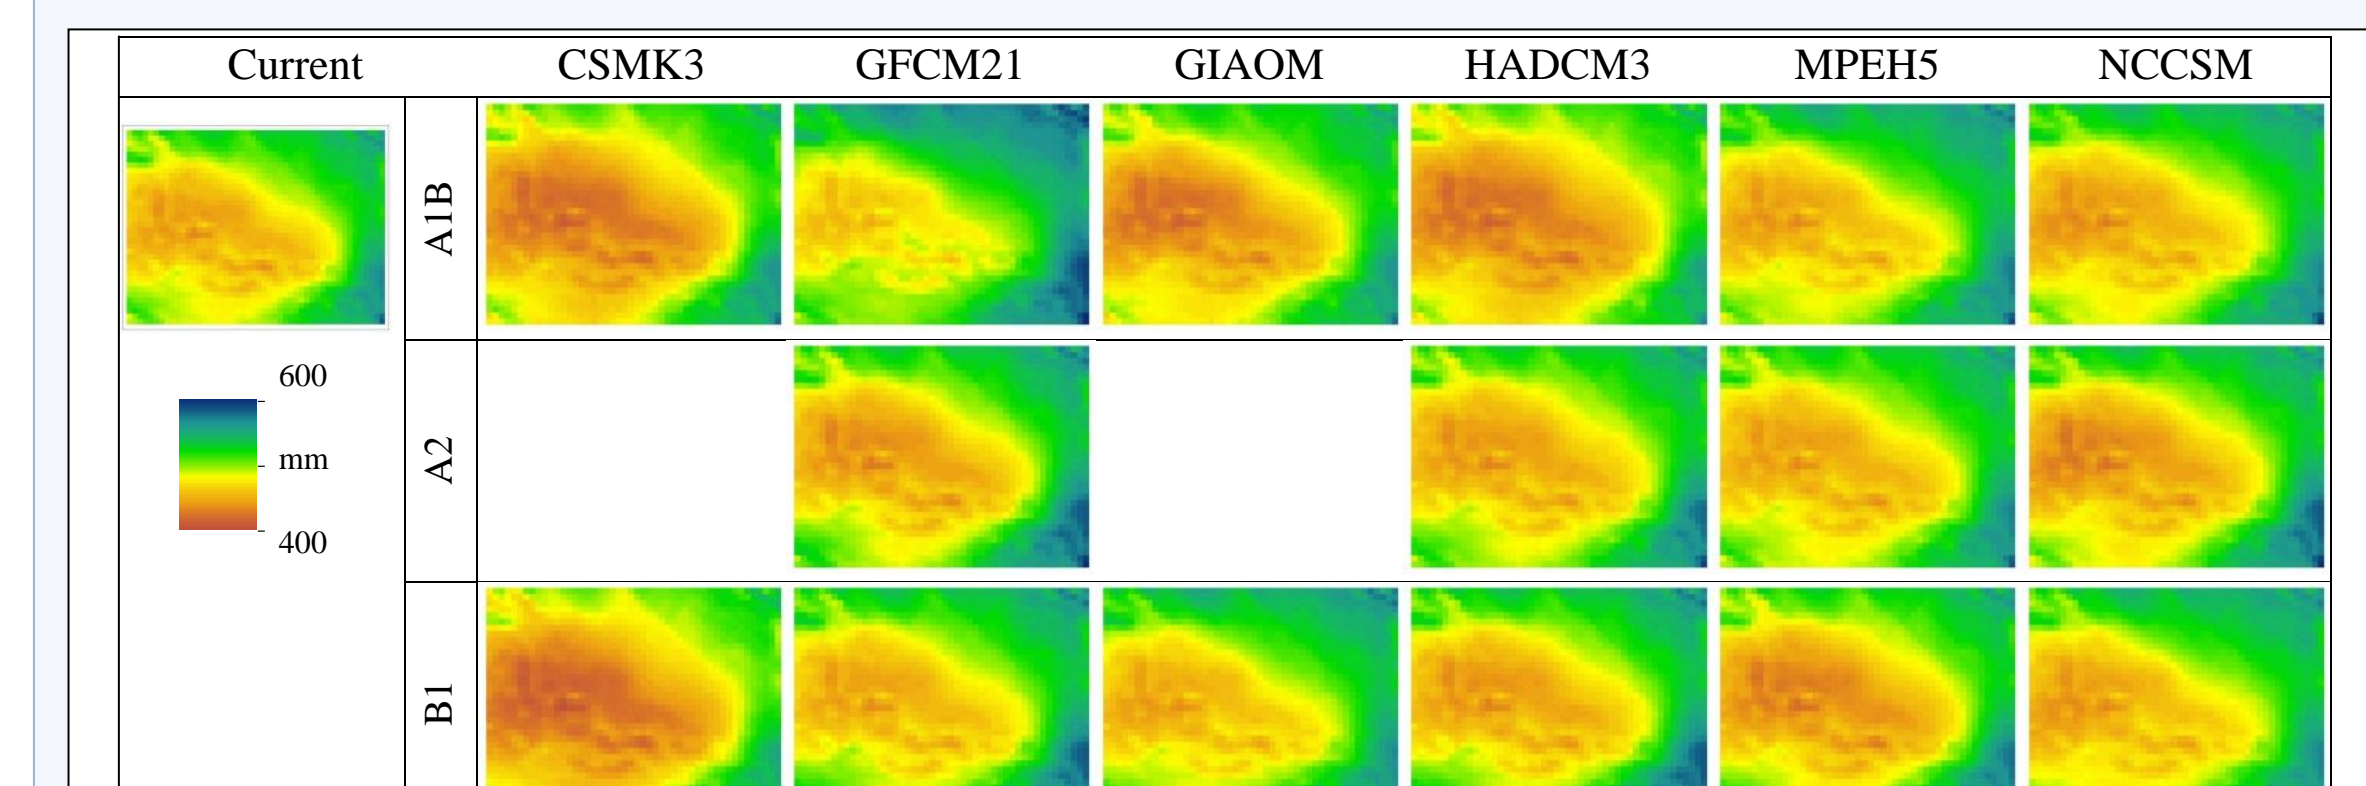 Current CSMK3 GFCM21 GIAOM HADCM3 MPEH5 NCCSM
A1B
600
mm
400
A2
B1